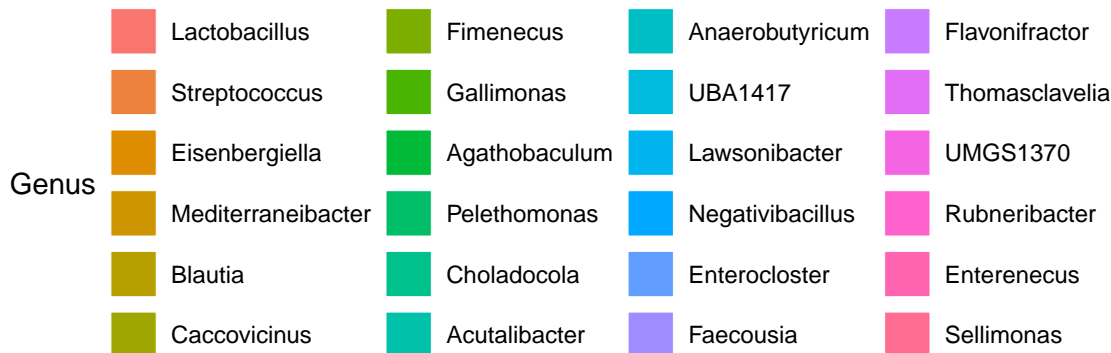 Genus
Lactobacillus
Streptococcus
Eisenbergiella
Mediterraneibacter
Blautia
Caccovicinus
Fimenecus
Gallimonas
Agathobaculum
Pelethomonas
Choladocola
Acutalibacter
Anaerobutyricum
UBA1417
Lawsonibacter
Negativibacillus
Enterocloster
Faecousia
Flavonifractor
Thomasclavelia
UMGS1370
Rubneribacter
Enterenecus
Sellimonas